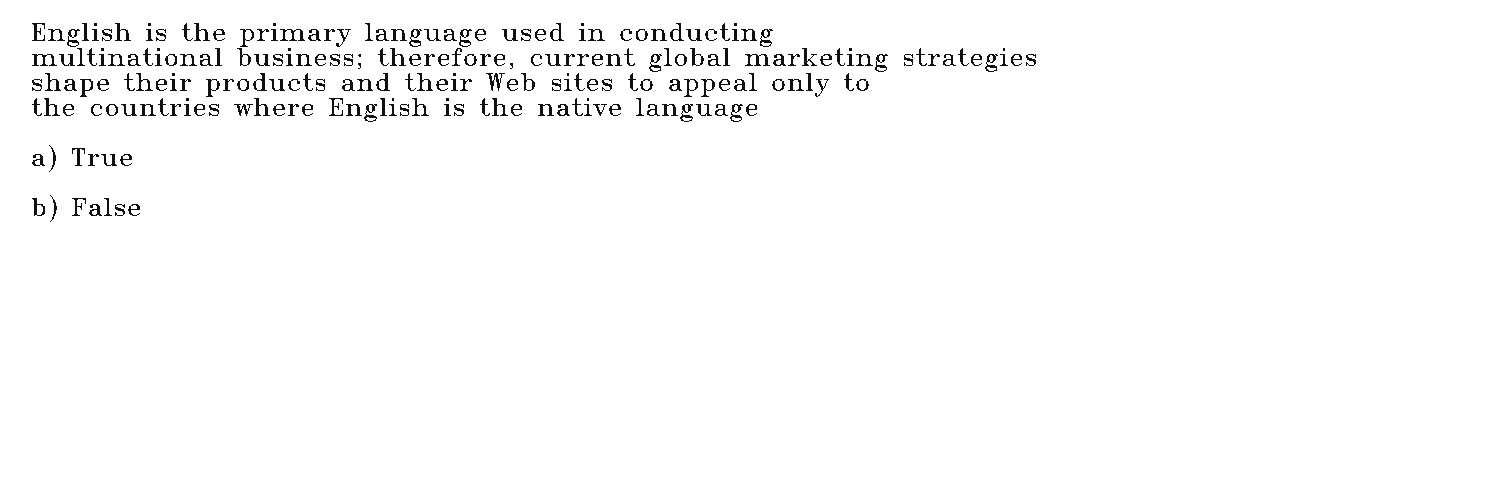 English is the primary language used in conducting
multinational business; therefore, current global marketing strategies
shape their products and their Web sites to appeal only to
the countries where English is the native language
a) True
b) False